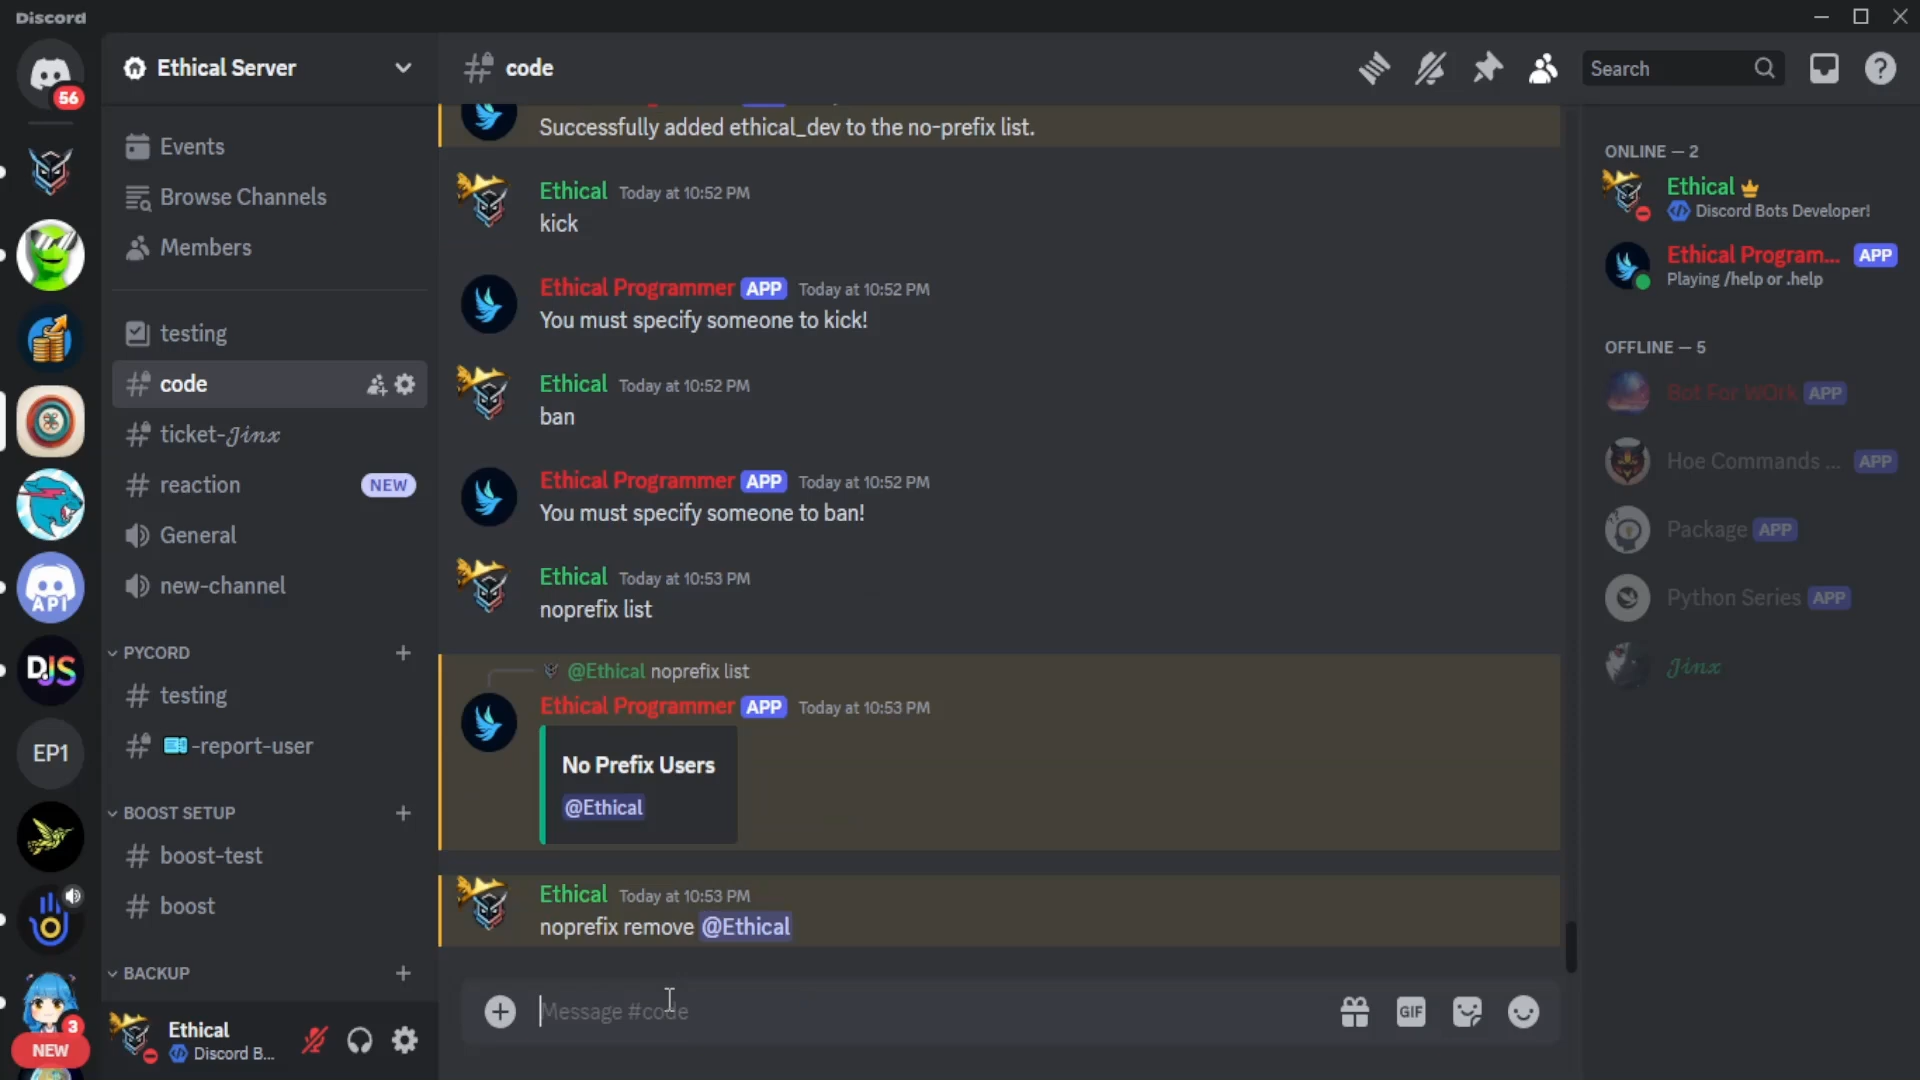 Discord
56
EP1
3
NEW
API
DJS
Ethical Server
Events
Browse Channels
Members
testing
code
ticket-𝒥𝒾𝓃𝓍
reaction
NEW
General
new-channel
PYCORD
testing
-report-user
BOOST SETUP
boost-test
boost
BACKUP
Ethical
Discord B...
code
Search
Successfully added ethical_dev to the no-prefix list.
Ethical Today at 10:52 PM
kick
Ethical Programmer APP Today at 10:52 PM
You must specify someone to kick!
Ethical Today at 10:52 PM
ban
Ethical Programmer APP Today at 10:52 PM
You must specify someone to ban!
Ethical Today at 10:53 PM
noprefix list
@Ethical noprefix list
Ethical Programmer APP Today at 10:53 PM
No Prefix Users
@Ethical
Ethical Today at 10:53 PM
noprefix remove @Ethical
Message #code
GIF
ONLINE — 2
Ethical
Discord Bots Developer!
Ethical Program... APP
Playing /help or .help
OFFLINE — 5
Bot For WOrk APP
Hoe Commands ... APP
Package APP
Python Series APP
𝒥𝒾𝓃𝓍